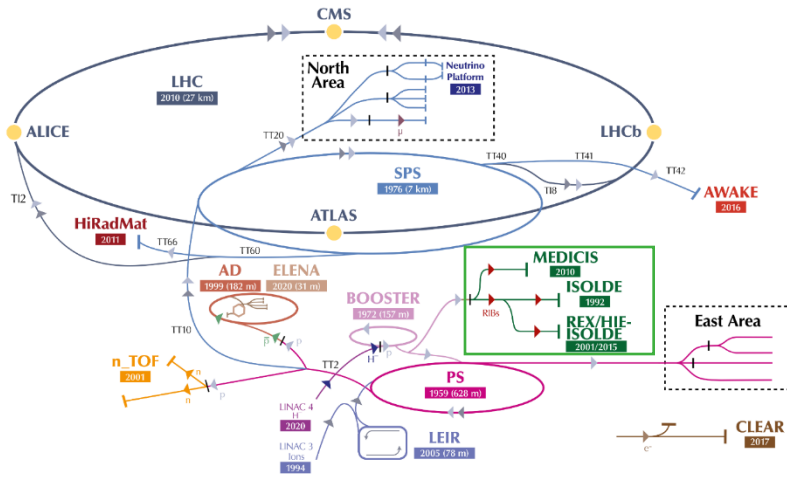 CMS
North
Area
Neutrino
Platform
2013
LHC
2010 (27 km)
ALICE
LHCb
TT20
SPS
1976 (7 km)
TT40
TT41
TT42
TI8
TI2
AWAKE
2016
HiRadMat
2011
TT66
TT60
ATLAS
MEDICIS
2010
ISOLDE
1992
RIBs
REX/HIE-
ISOLDE
2001/2015
AD
1999 (182 m)
ELENA
2020 (31 m)
BOOSTER
1972 (157 m)
East Area
TT10
p
p
H-
p
TT2
n_TOF
2001
n
n
p
PS
1959 (628 m)
LINAC 4
H-
2020
LINAC 3
Ions
1994
LEIR
2005 (78 m)
CLEAR
2017
e-
μ